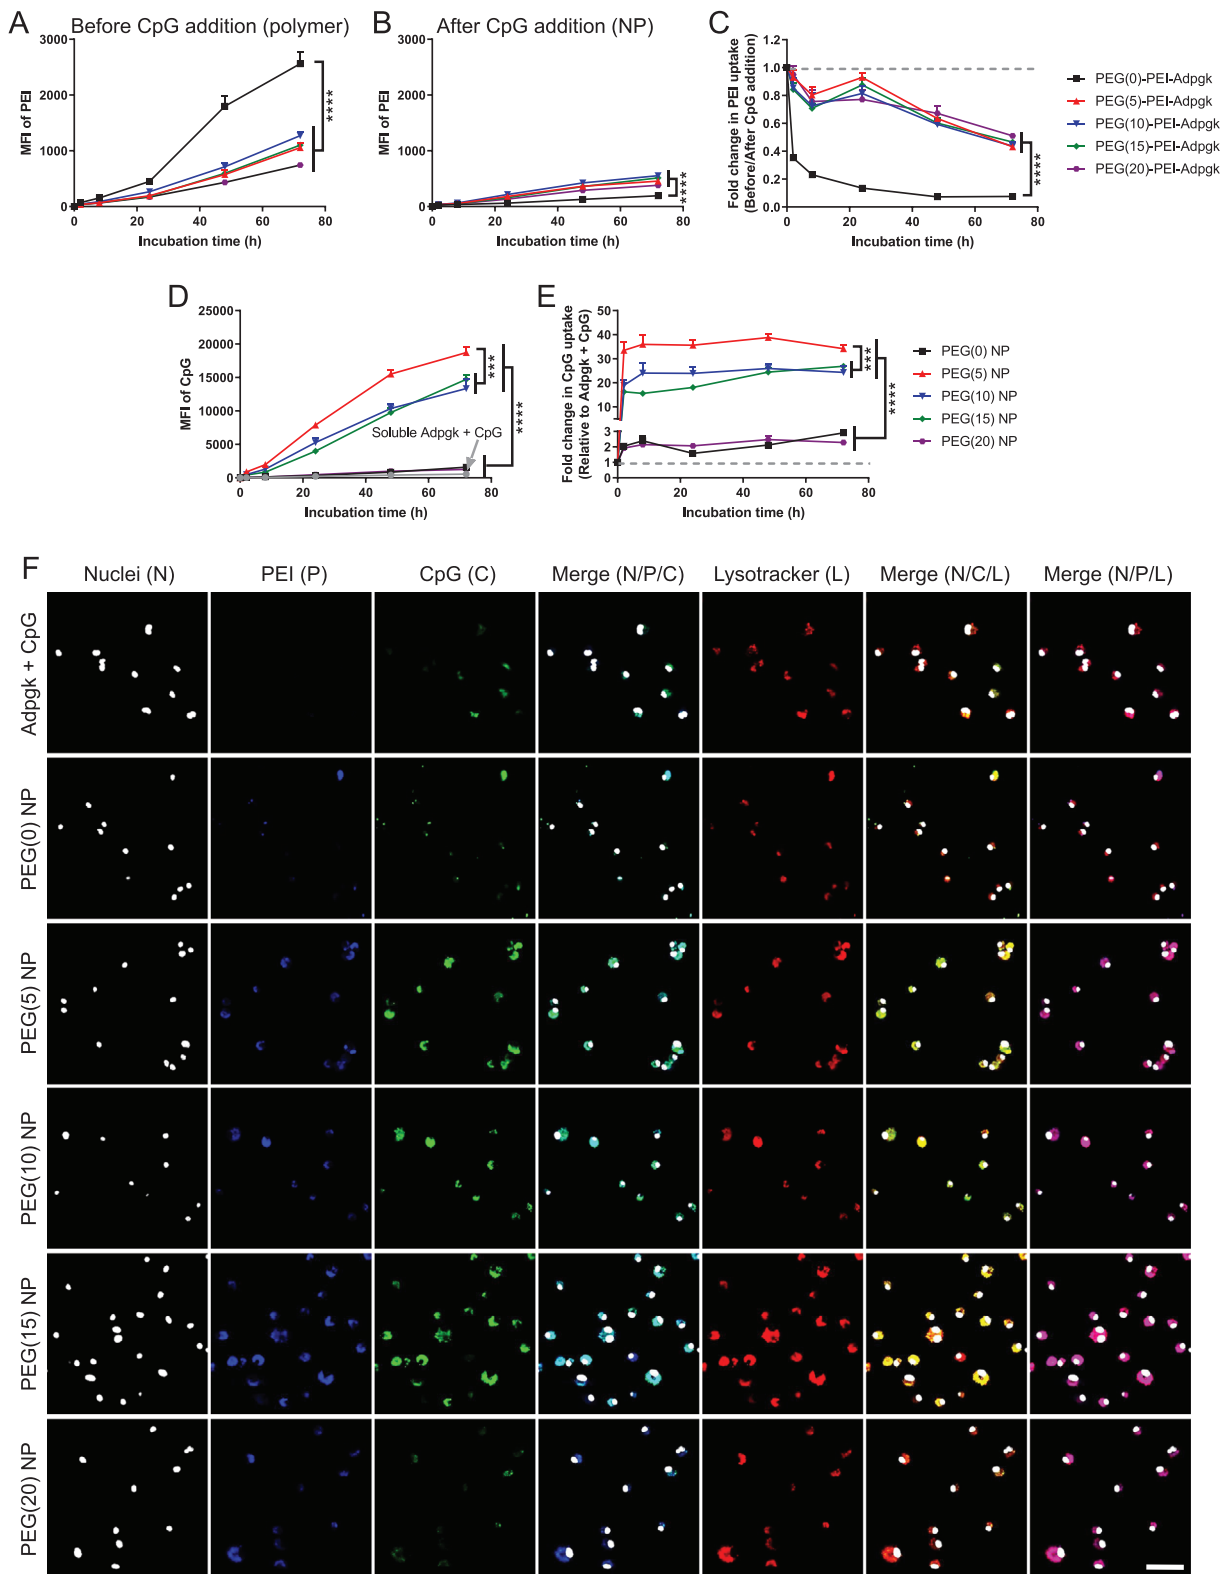 A Before CpG addition (polymer)
MFI of PEI
3000
2000
1000
0
0 20 40 60 80
Incubation time (h)
****
B After CpG addition (NP)
MFI of PEI
3000
2000
1000
0
0 20 40 60 80
Incubation time (h)
****
C
Fold change in PEI uptake
(Before/After CpG addition)
1.2
1.0
0.8
0.6
0.4
0.2
0.0
0 20 40 60 80
Incubation time (h)
****
PEG(0)-PEI-Adpgk
PEG(5)-PEI-Adpgk
PEG(10)-PEI-Adpgk
PEG(15)-PEI-Adpgk
PEG(20)-PEI-Adpgk
D
MFI of CpG
25000
20000
15000
10000
5000
0
0 20 40 60 80
Incubation time (h)
Soluble Adpgk + CpG
***
****
E
Fold change in CpG uptake
(Relative to Adpgk + CpG)
50
40
30
20
10
3
2
1
0
0 20 40 60 80
Incubation time (h)
***
****
PEG(0) NP
PEG(5) NP
PEG(10) NP
PEG(15) NP
PEG(20) NP
F
Nuclei (N) PEI (P) CpG (C) Merge (N/P/C) Lysotracker (L) Merge (N/C/L) Merge (N/P/L)
Adpgk + CpG
PEG(0) NP
PEG(5) NP
PEG(10) NP
PEG(15) NP
PEG(20) NP